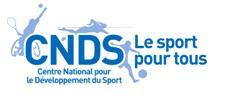 CNDS
Centre National pour
le Développement du Sport
Le sport
pour tous